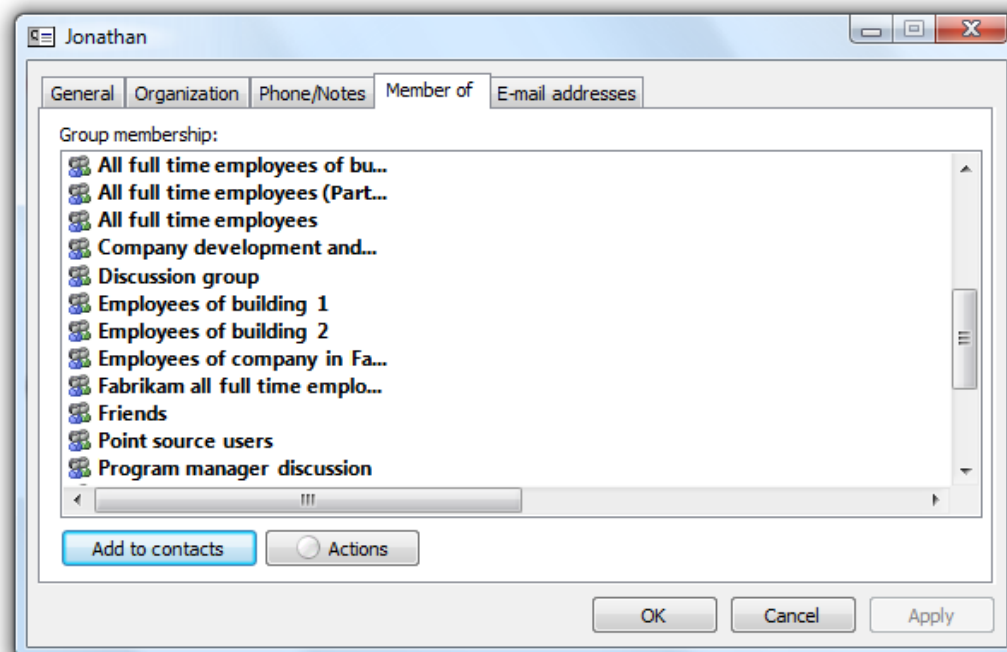 Jonathan
General Organization Phone/Notes Member of E-mail addresses
Group membership:
All full time employees of bu...
All full time employees (Part...
All full time employees
Company development and...
Discussion group
Employees of building 1
Employees of building 2
Employees of company in Fa...
Fabrikam all full time emplo...
Friends
Point source users
Program manager discussion
Add to contacts Actions
OK Cancel Apply